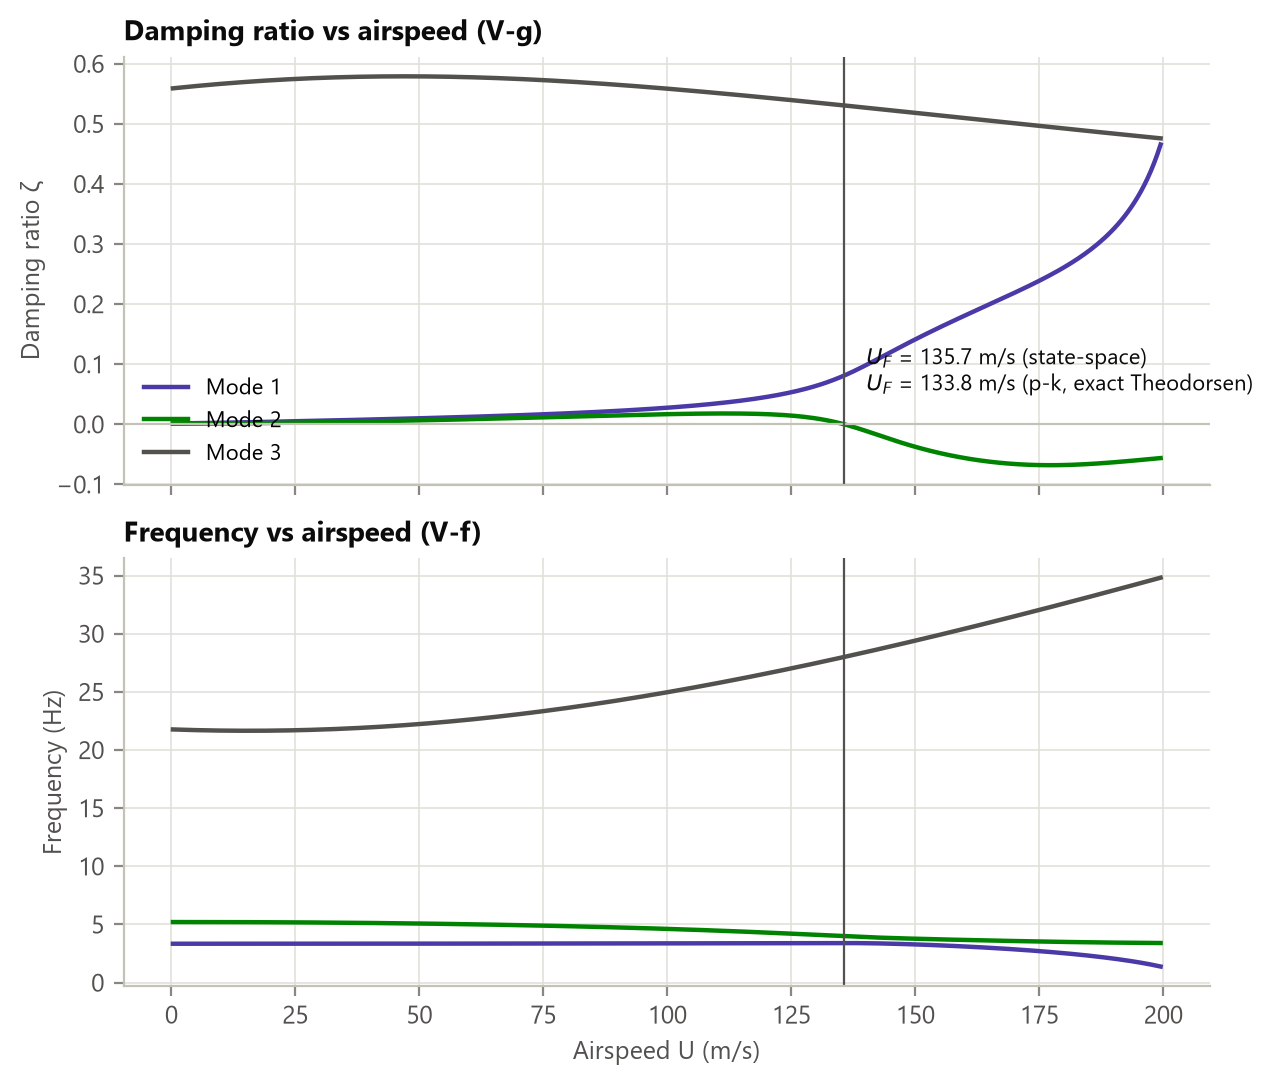 Damping ratio vs airspeed (V-g)
Damping ratio ζ
0.6
0.5
0.4
0.3
0.2
0.1
0.0
−0.1
Mode 1
Mode 2
Mode 3
U_F = 135.7 m/s (state-space)
U_F = 133.8 m/s (p-k, exact Theodorsen)
Frequency vs airspeed (V-f)
Frequency (Hz)
35
30
25
20
15
10
5
0
0 25 50 75 100 125 150 175 200
Airspeed U (m/s)